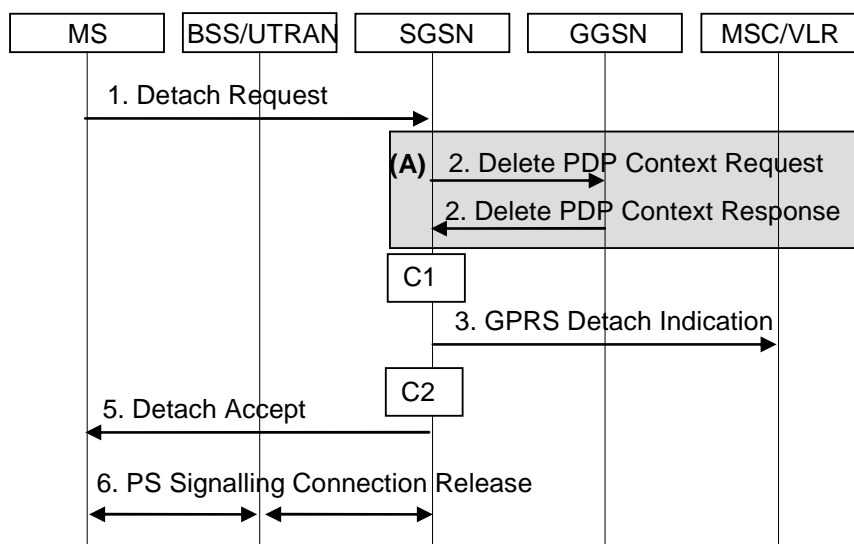 MS BSS/UTRAN SGSN GGSN MSC/VLR
1. Detach Request
(A) 2. Delete PDP Context Request
2. Delete PDP Context Response
C1
3. GPRS Detach Indication
C2
5. Detach Accept
6. PS Signalling Connection Release